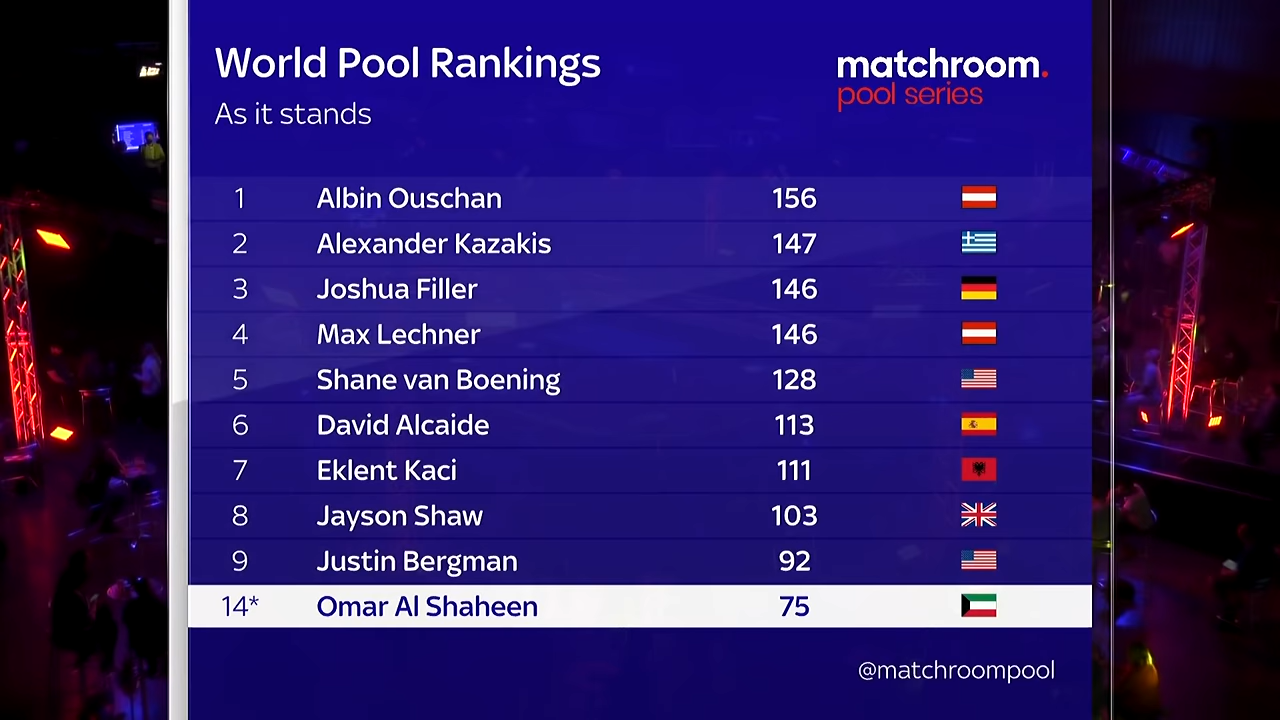 World Pool Rankings
As it stands
matchroom.
pool series
1 Albin Ouschan 156
2 Alexander Kazakis 147
3 Joshua Filler 146
4 Max Lechner 146
5 Shane van Boening 128
6 David Alcaide 113
7 Eklent Kaci 111
8 Jayson Shaw 103
9 Justin Bergman 92
14* Omar Al Shaheen 75
@matchroompool